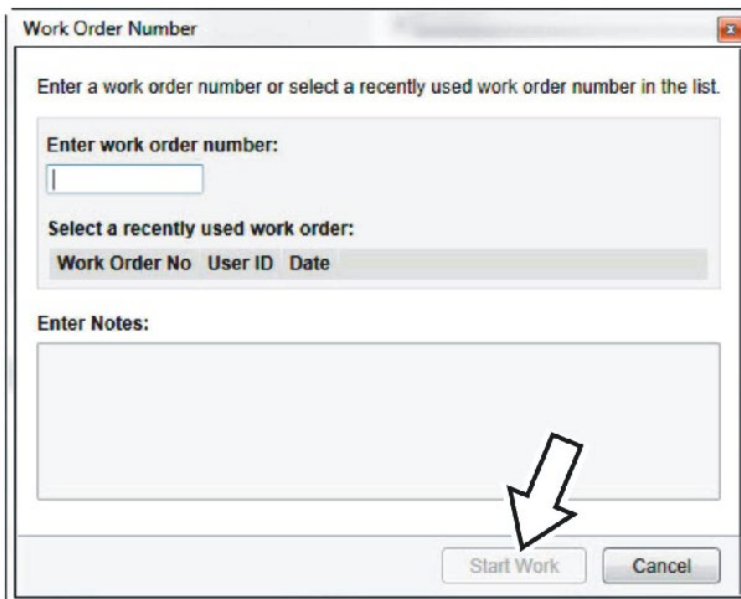 Work Order Number
Enter a work order number or select a recently used work order number in the list.
Enter work order number:
Select a recently used work order:
Work Order No User ID Date
Enter Notes:
Start Work Cancel